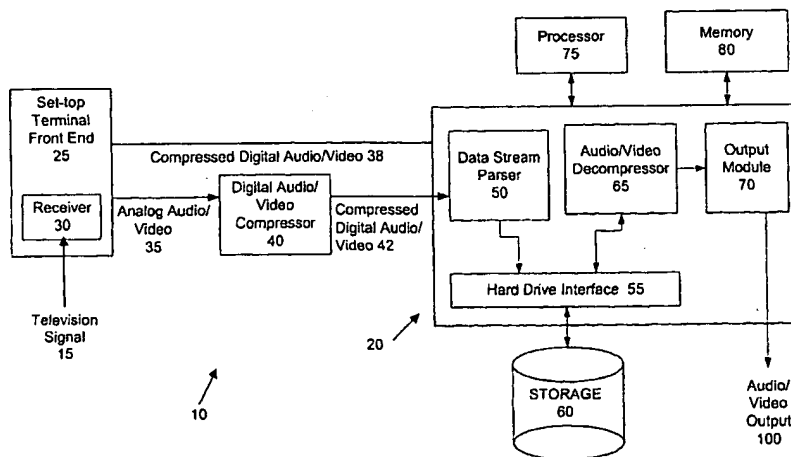 Processor
75
Memory
80
Set-top
Terminal
Front End
25
Receiver
30
Compressed Digital Audio/Video 38
Analog Audio/
Video
35
Digital Audio/
Video
Compressor
40
Compressed
Digital Audio/
Video 42
Data Stream
Parser
50
Audio/Video
Decompressor
65
Output
Module
70
Hard Drive Interface 55
Television
Signal
15
20
10
STORAGE
60
Audio/
Video
Output
100